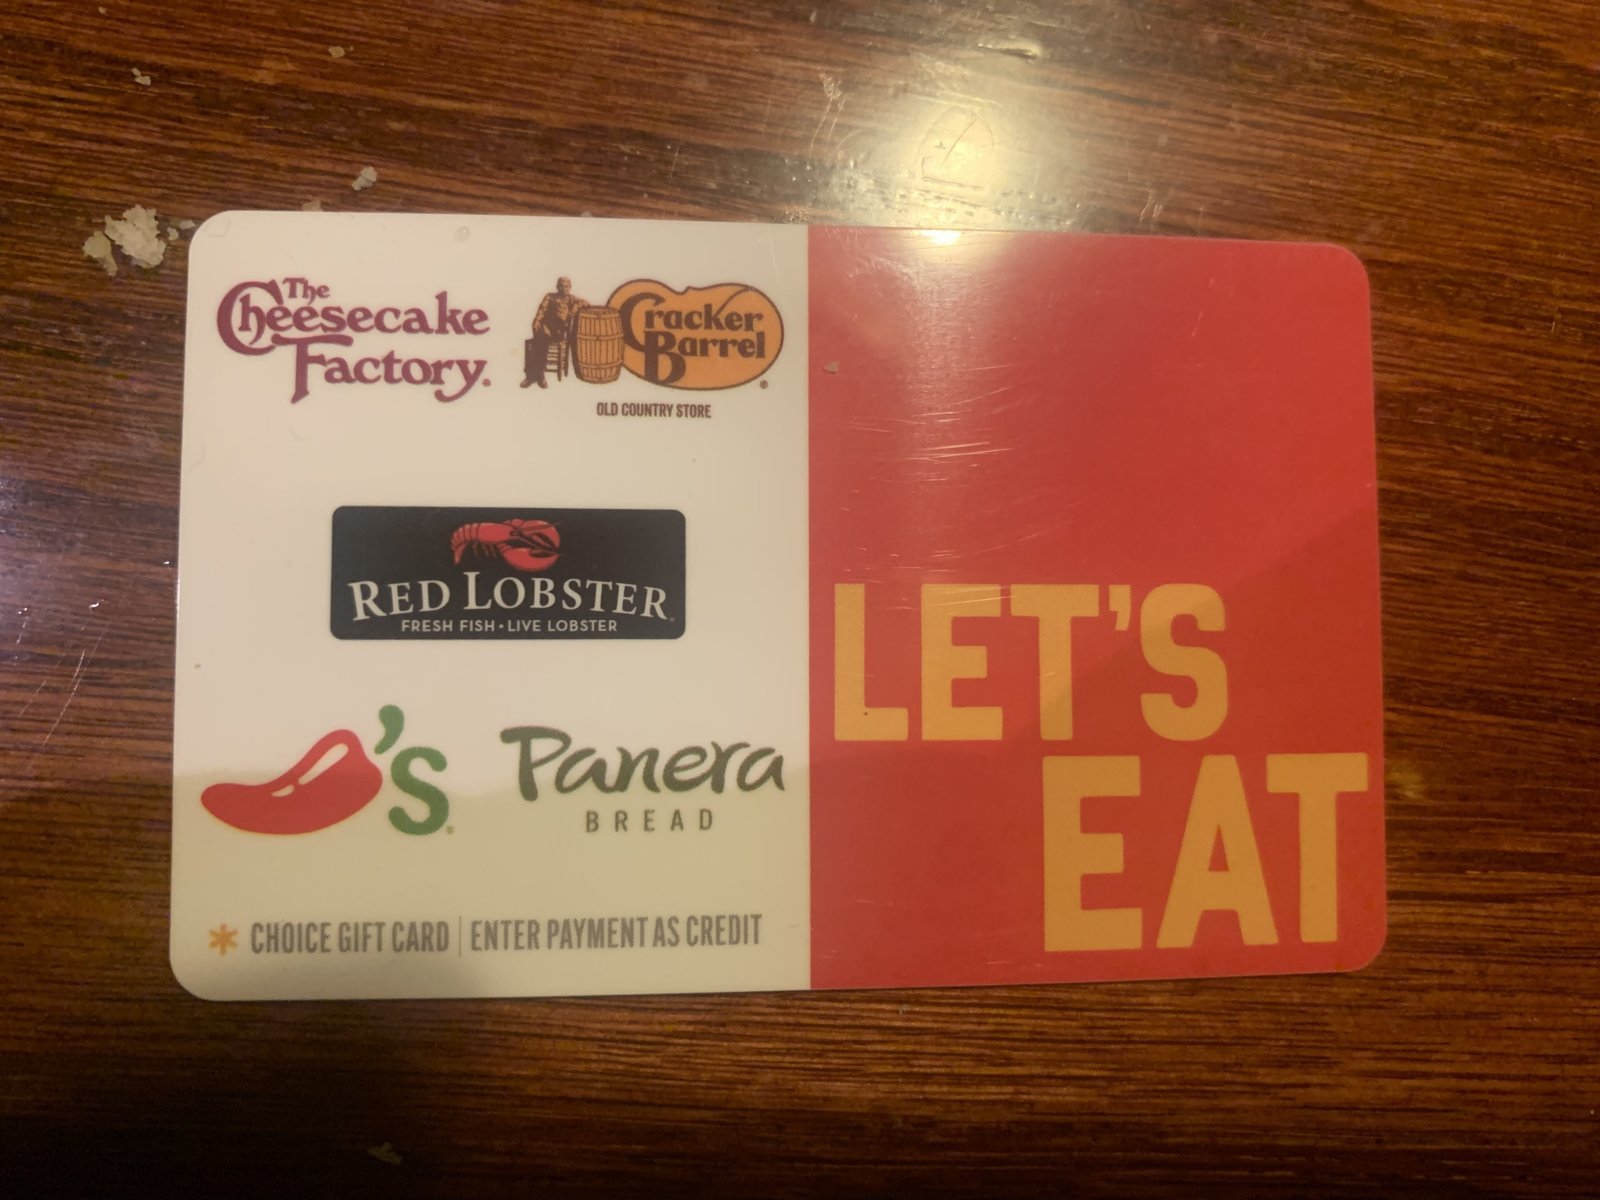 The
Cheesecake
Factory.
Cracker
Barrel
OLD COUNTRY STORE
RED LOBSTER
FRESH FISH • LIVE LOBSTER
's
Panera
BREAD
* CHOICE GIFT CARD | ENTER PAYMENT AS CREDIT
LET'S
EAT